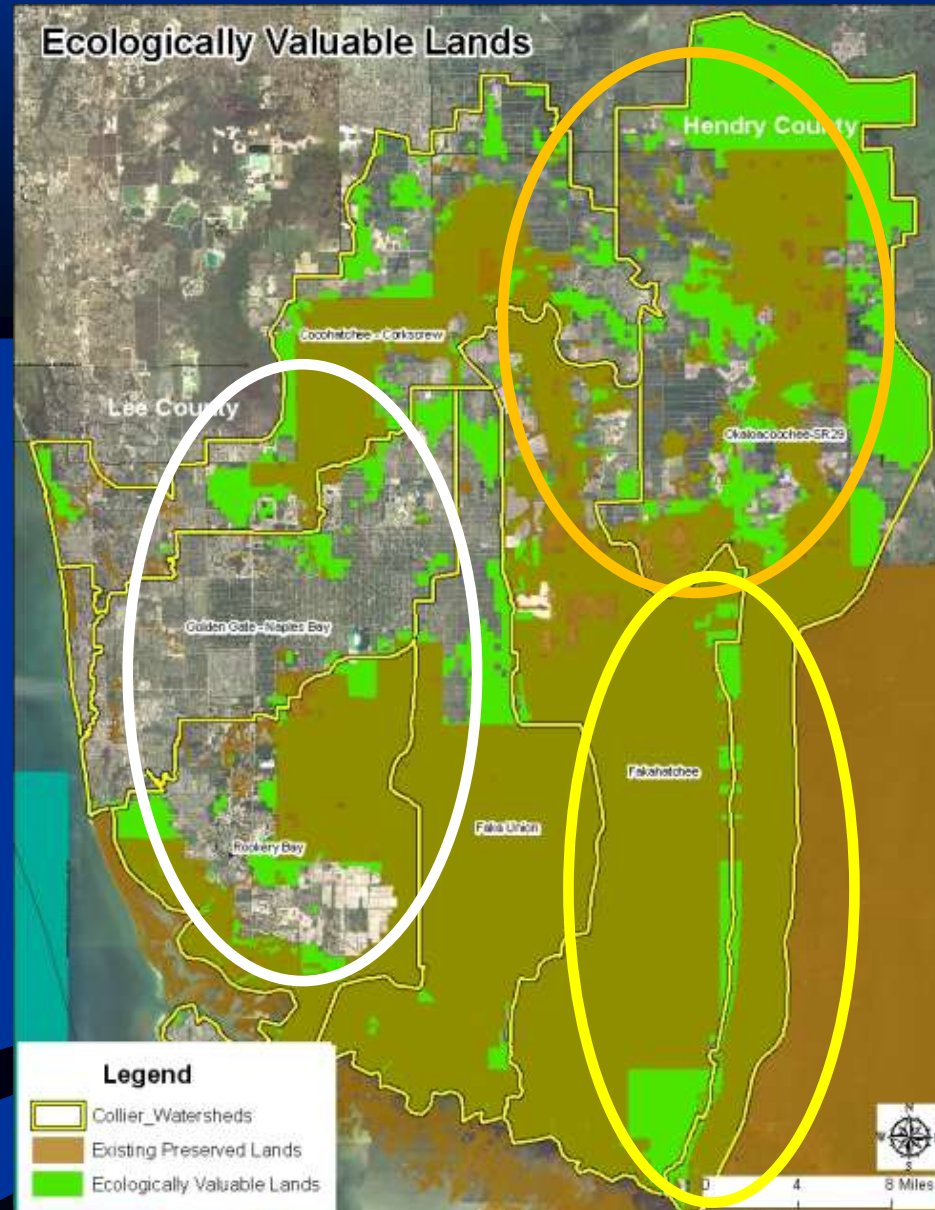 Ecologically Valuable Lands
Hendry County
Cocohatchee - Corkscrew
Lee County
Okaloacoochee-SR29
Golden Gate - Naples Bay
Fakahatchee
Faka Union
Rookery Bay
Legend
Collier_Watersheds
Existing Preserved Lands
Ecologically Valuable Lands
N
W
S
0 4 8 Miles